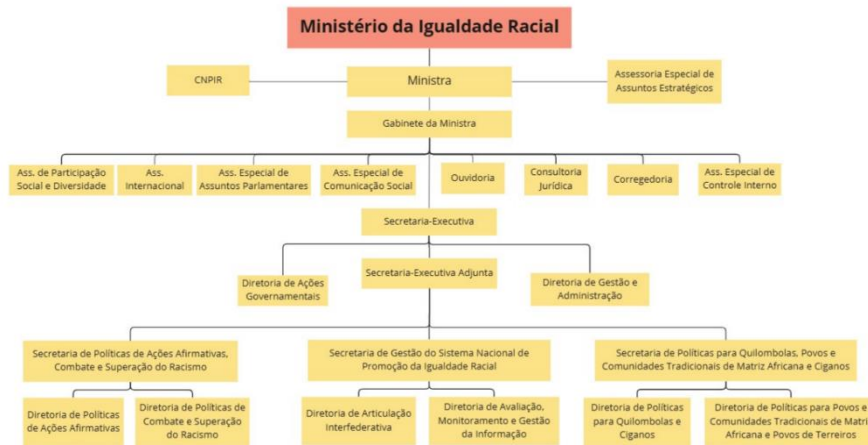 Ministério da Igualdade Racial
CNPIR
Ministra
Assessoria Especial de
Assuntos Estratégicos
Gabinete da Ministra
Ass. de Participação
Social e Diversidade
Ass.
Internacional
Ass. Especial de
Assuntos Parlamentares
Ass. Especial de
Comunicação Social
Ouvidoria
Consultoria
Jurídica
Corregedoria
Ass. Especial de
Controle Interno
Secretaria-Executiva
Diretoria de Ações
Governamentais
Secretaria-Executiva Adjunta
Diretoria de Gestão e
Administração
Secretaria de Políticas de Ações Afirmativas,
Combate e Superação do Racismo
Secretaria de Gestão do Sistema Nacional de
Promoção da Igualdade Racial
Secretaria de Políticas para Quilombolas, Povos e
Comunidades Tradicionais de Matriz Africana e Ciganos
Diretoria de Políticas
de Ações Afirmativas
Diretoria de Políticas de
Combate e Superação
do Racismo
Diretoria de Articulação
Interfederativa
Diretoria de Avaliação,
Monitoramento e Gestão
da Informação
Diretoria de Políticas
para Quilombolas e
Ciganos
Diretoria de Políticas para Povos e
Comunidades Tradicionais de Matriz
Africana e Povos de Terreiros